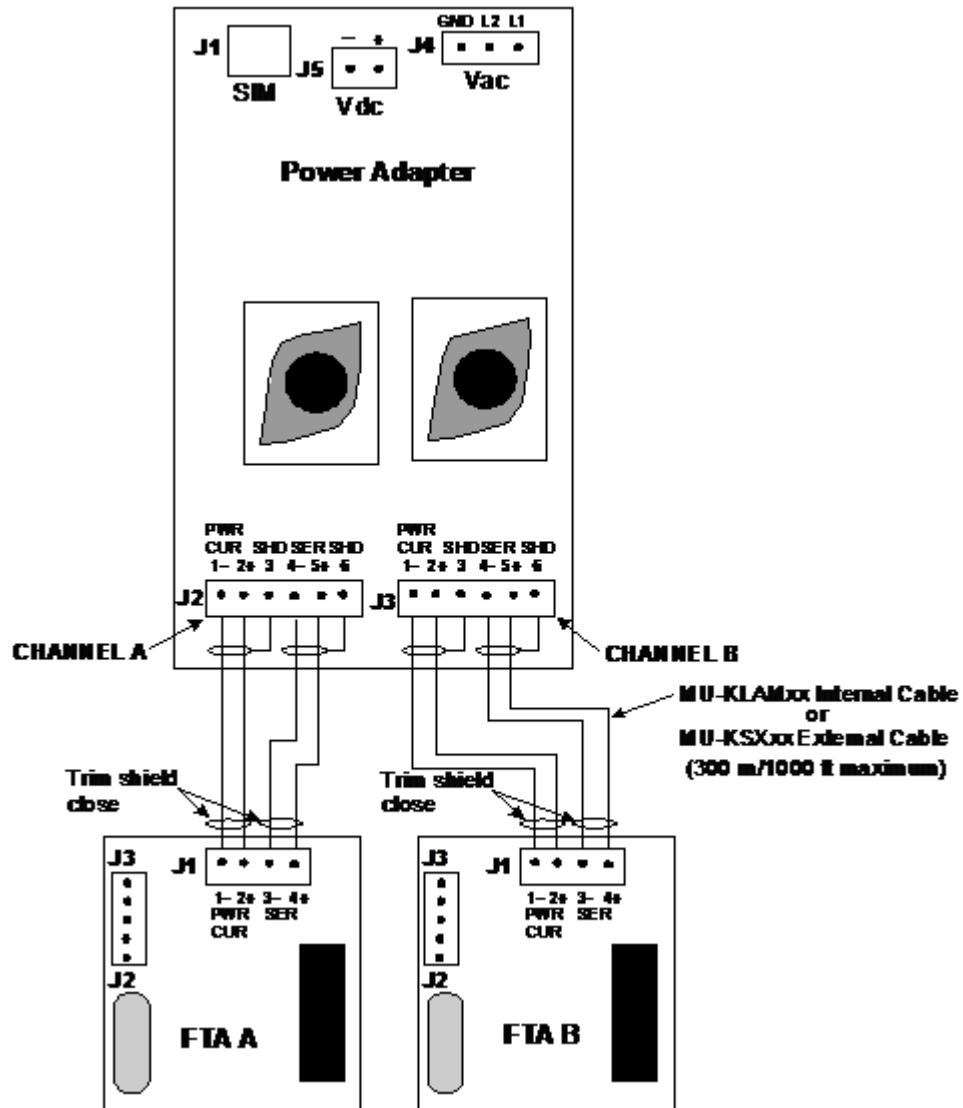 GND L2 L1
J1
SIM
– +
J5
Vdc
J4
Vac
Power Adapter
PWR
CUR SHD SER SHD
1– 2+ 3 4– 5+ 6
J2
PWR
CUR SHD SER SHD
1– 2+ 3 4– 5+ 6
J3
CHANNEL A
CHANNEL B
MU-KLAMxx Internal Cable
or
MU-KSXxx External Cable
(300 m/1000 ft maximum)
Trim shield
close
Trim shield
close
J3
J1
1– 2+ 3– 4+
PWR SER
CUR
J2
FTA A
J3
J1
1– 2+ 3– 4+
PWR SER
CUR
J2
FTA B